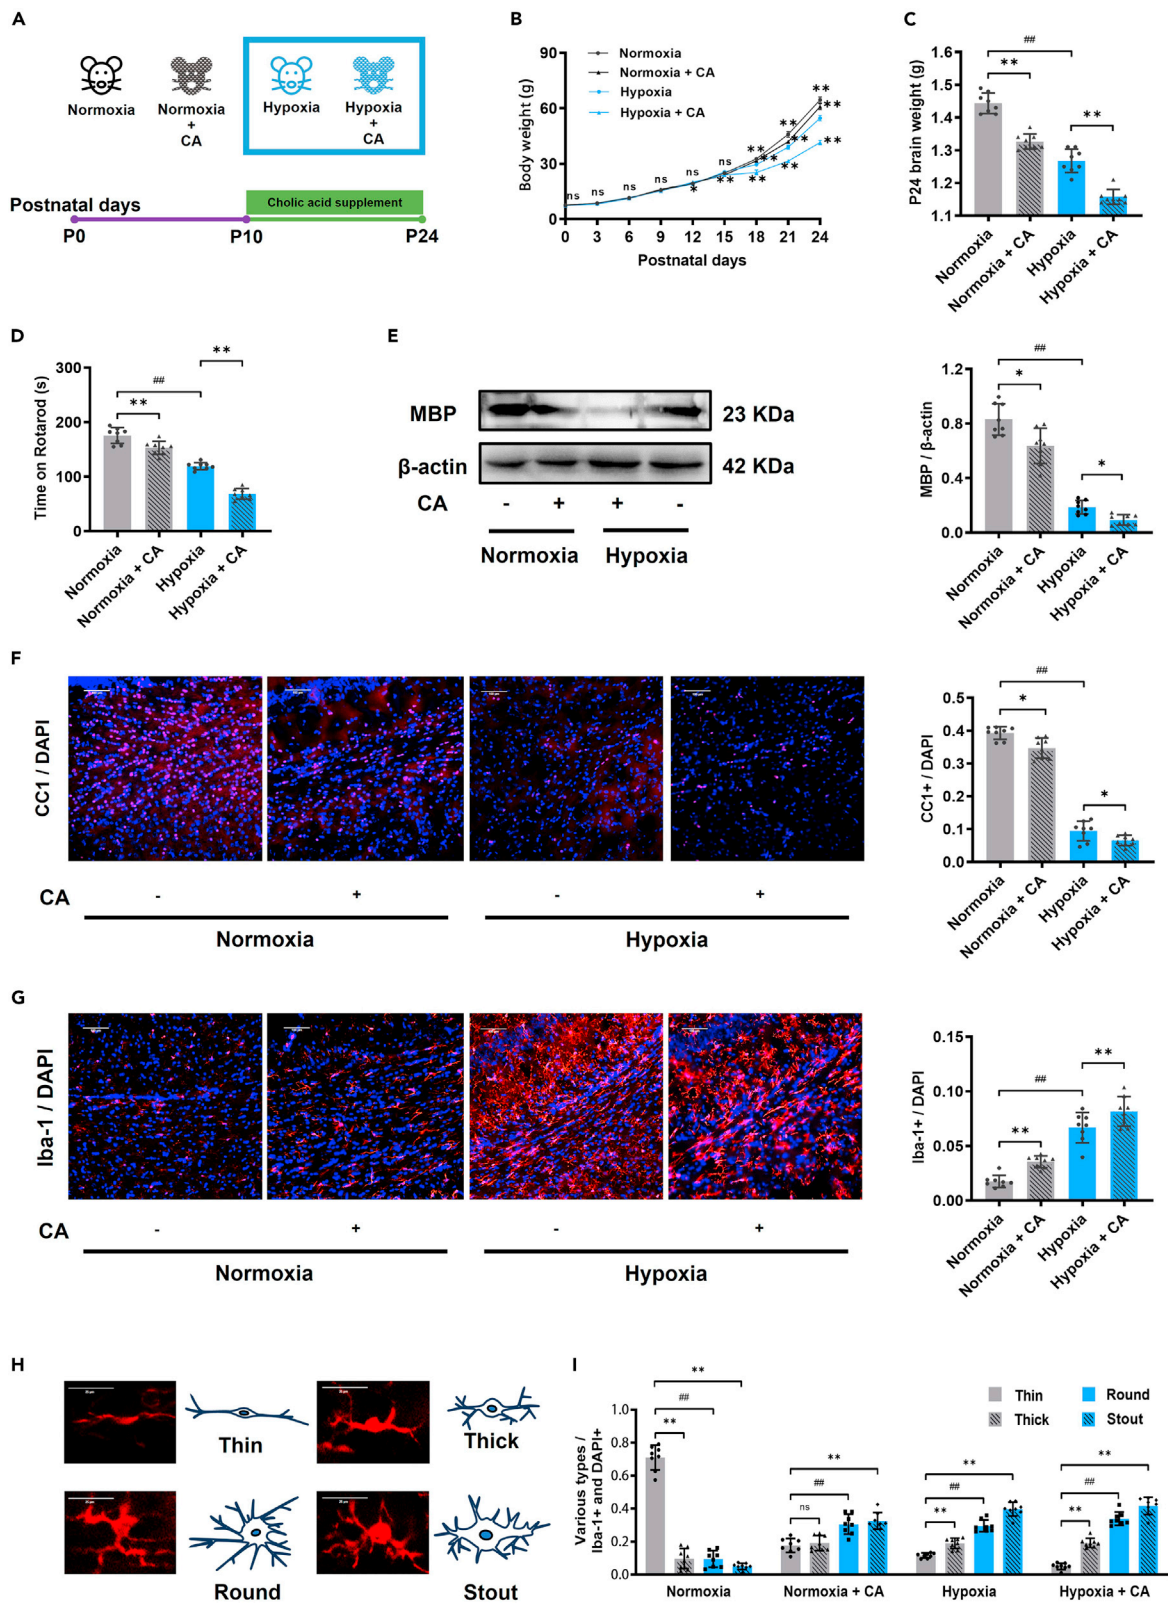 A
Normoxia
Normoxia
+
CA
Hypoxia
Hypoxia
+
CA
Postnatal days
Cholic acid supplement
P0
P10
P24
B
Body weight (g)
90
60
30
0
Normoxia
Normoxia + CA
Hypoxia
Hypoxia + CA
ns
ns
ns
ns
ns
ns
*
**
**
**
**
**
**
**
**
**
**
0 3 6 9 12 15 18 21 24
Postnatal days
C
P24 brain weight (g)
1.6
1.5
1.4
1.3
1.2
1.1
##
**
**
Normoxia
Normoxia + CA
Hypoxia
Hypoxia + CA
D
Time on Rotarod (s)
300
200
100
0
##
**
**
Normoxia
Normoxia + CA
Hypoxia
Hypoxia + CA
E
MBP
23 KDa
β-actin
42 KDa
CA - + + -
Normoxia Hypoxia
MBP / β-actin
1.2
0.8
0.4
0.0
##
*
*
Normoxia
Normoxia + CA
Hypoxia
Hypoxia + CA
F
CC1 / DAPI
CA - + - +
Normoxia Hypoxia
CC1+ / DAPI
0.5
0.4
0.3
0.2
0.1
0.0
##
*
*
Normoxia
Normoxia + CA
Hypoxia
Hypoxia + CA
G
Iba-1 / DAPI
CA - + - +
Normoxia Hypoxia
Iba-1+ / DAPI
0.15
0.10
0.05
0.00
##
**
**
Normoxia
Normoxia + CA
Hypoxia
Hypoxia + CA
H
Thin
Thick
Round
Stout
I
Various types /
Iba-1+ and DAPI+
1.0
0.8
0.6
0.4
0.2
0.0
Thin
Round
Thick
Stout
**
##
**
**
##
ns
**
##
**
**
##
**
Normoxia Normoxia + CA Hypoxia Hypoxia + CA